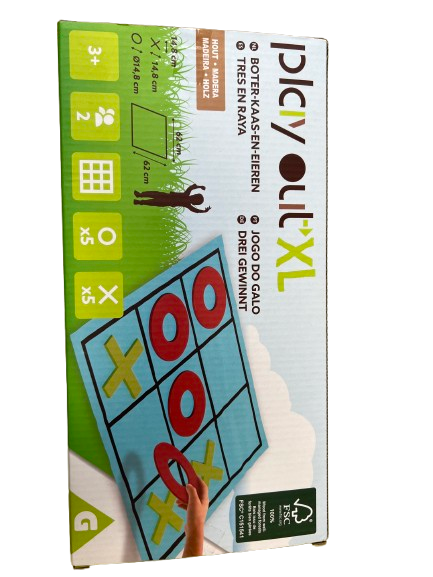 play out XL
NL BOTER-KAAS-EN-EIEREN
ES TRES EN RAYA
PT JOGO DO GALO
DE DREI GEWINNT
HOUT • MADERA
MADEIRA • HOLZ
14,8 cm
X 14,8 cm
O Ø14,8 cm
62 cm
62 cm
3+
2
x5
x5
FSC
100%
FSC® C151541
G